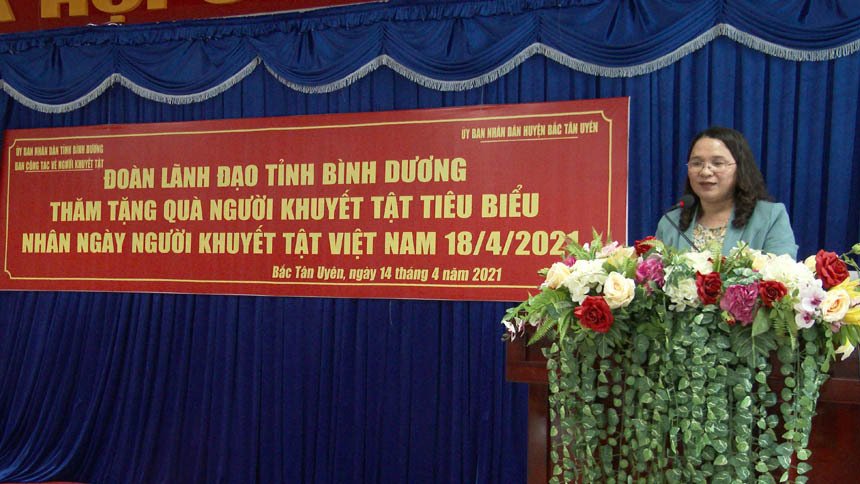 HỘI
ỦY BAN NHÂN DÂN TỈNH BÌNH DƯƠNG
BAN CÔNG TÁC VỀ NGƯỜI KHUYẾT TẬT
ỦY BAN NHÂN DÂN HUYỆN BẮC TÂN UYÊN
ĐOÀN LÃNH ĐẠO TỈNH BÌNH DƯƠNG
THĂM TẶNG QUÀ NGƯỜI KHUYẾT TẬT TIÊU BIỂU
NHÂN NGÀY NGƯỜI KHUYẾT TẬT VIỆT NAM 18/4/2021
Bắc Tân Uyên, ngày 14 tháng 4 năm 2021